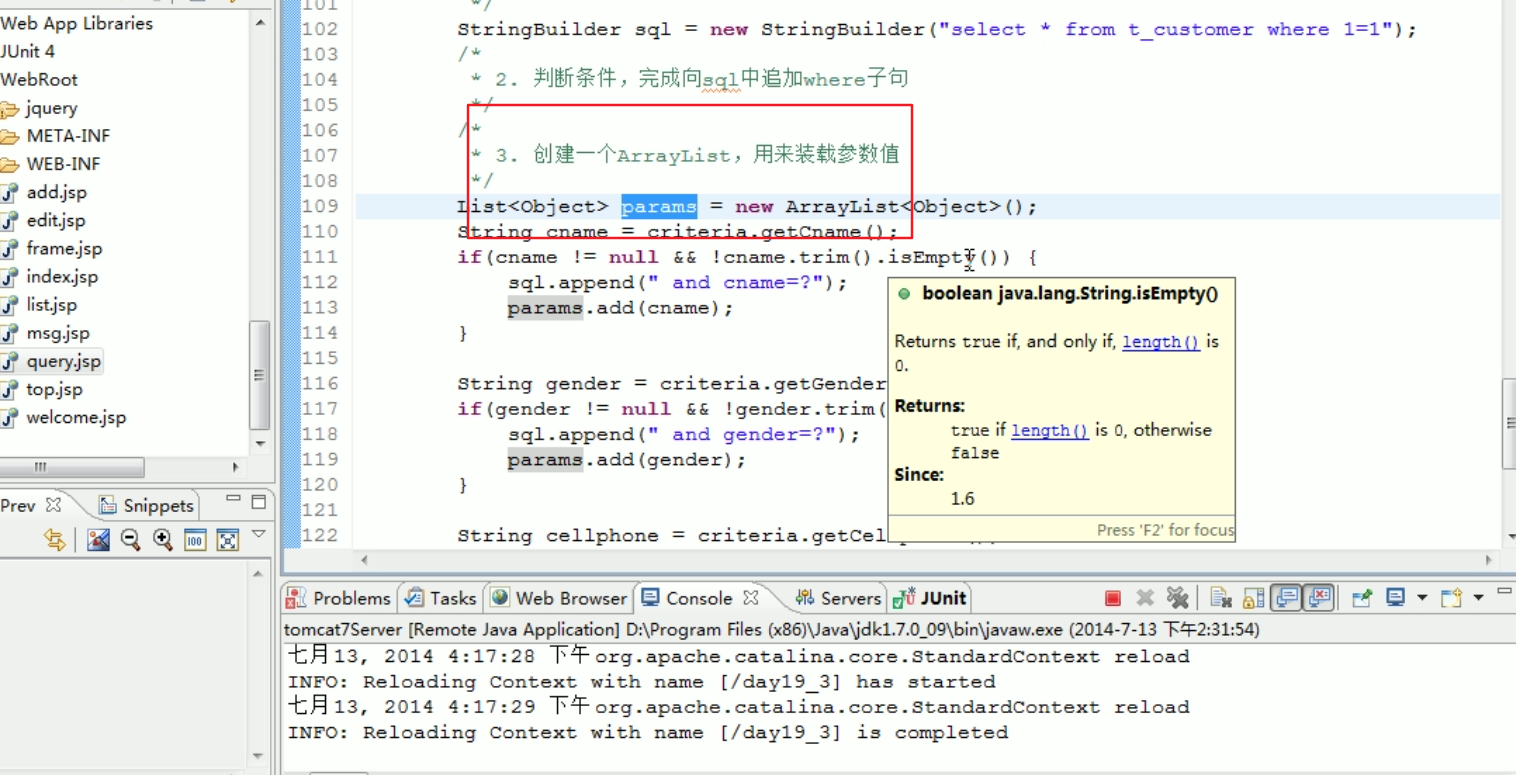 Web App Libraries
JUnit 4
WebRoot
jquery
META-INF
WEB-INF
add.jsp
edit.jsp
frame.jsp
index.jsp
list.jsp
msg.jsp
query.jsp
top.jsp
welcome.jsp
Prev
Snippets
100
101 */
102 StringBuilder sql = new StringBuilder("select * from t_customer where 1=1");
103 /*
104 * 2. 判断条件，完成向sql中追加where子句
105 */
106 /*
107 * 3. 创建一个ArrayList，用来装载参数值
108 */
109 List<Object> params = new ArrayList<Object>();
110 String cname = criteria.getCname();
111 if(cname != null && !cname.trim().isEmpty()) {
112 sql.append(" and cname=?");
113 params.add(cname);
114 }
115
116 String gender = criteria.getGender
117 if(gender != null && !gender.trim(
118 sql.append(" and gender=?");
119 params.add(gender);
120 }
121
122 String cellphone = criteria.getCel
boolean java.lang.String.isEmpty()
Returns true if, and only if, length() is
0.
Returns:
true if length() is 0, otherwise
false
Since:
1.6
Press 'F2' for focus
Problems Tasks Web Browser Console Servers JUnit
tomcat7Server [Remote Java Application] D:\Program Files (x86)\Java\jdk1.7.0_09\bin\javaw.exe (2014-7-13 下午2:31:54)
七月13, 2014 4:17:28 下午org.apache.catalina.core.StandardContext reload
INFO: Reloading Context with name [/day19_3] has started
七月13, 2014 4:17:29 下午org.apache.catalina.core.StandardContext reload
INFO: Reloading Context with name [/day19_3] is completed